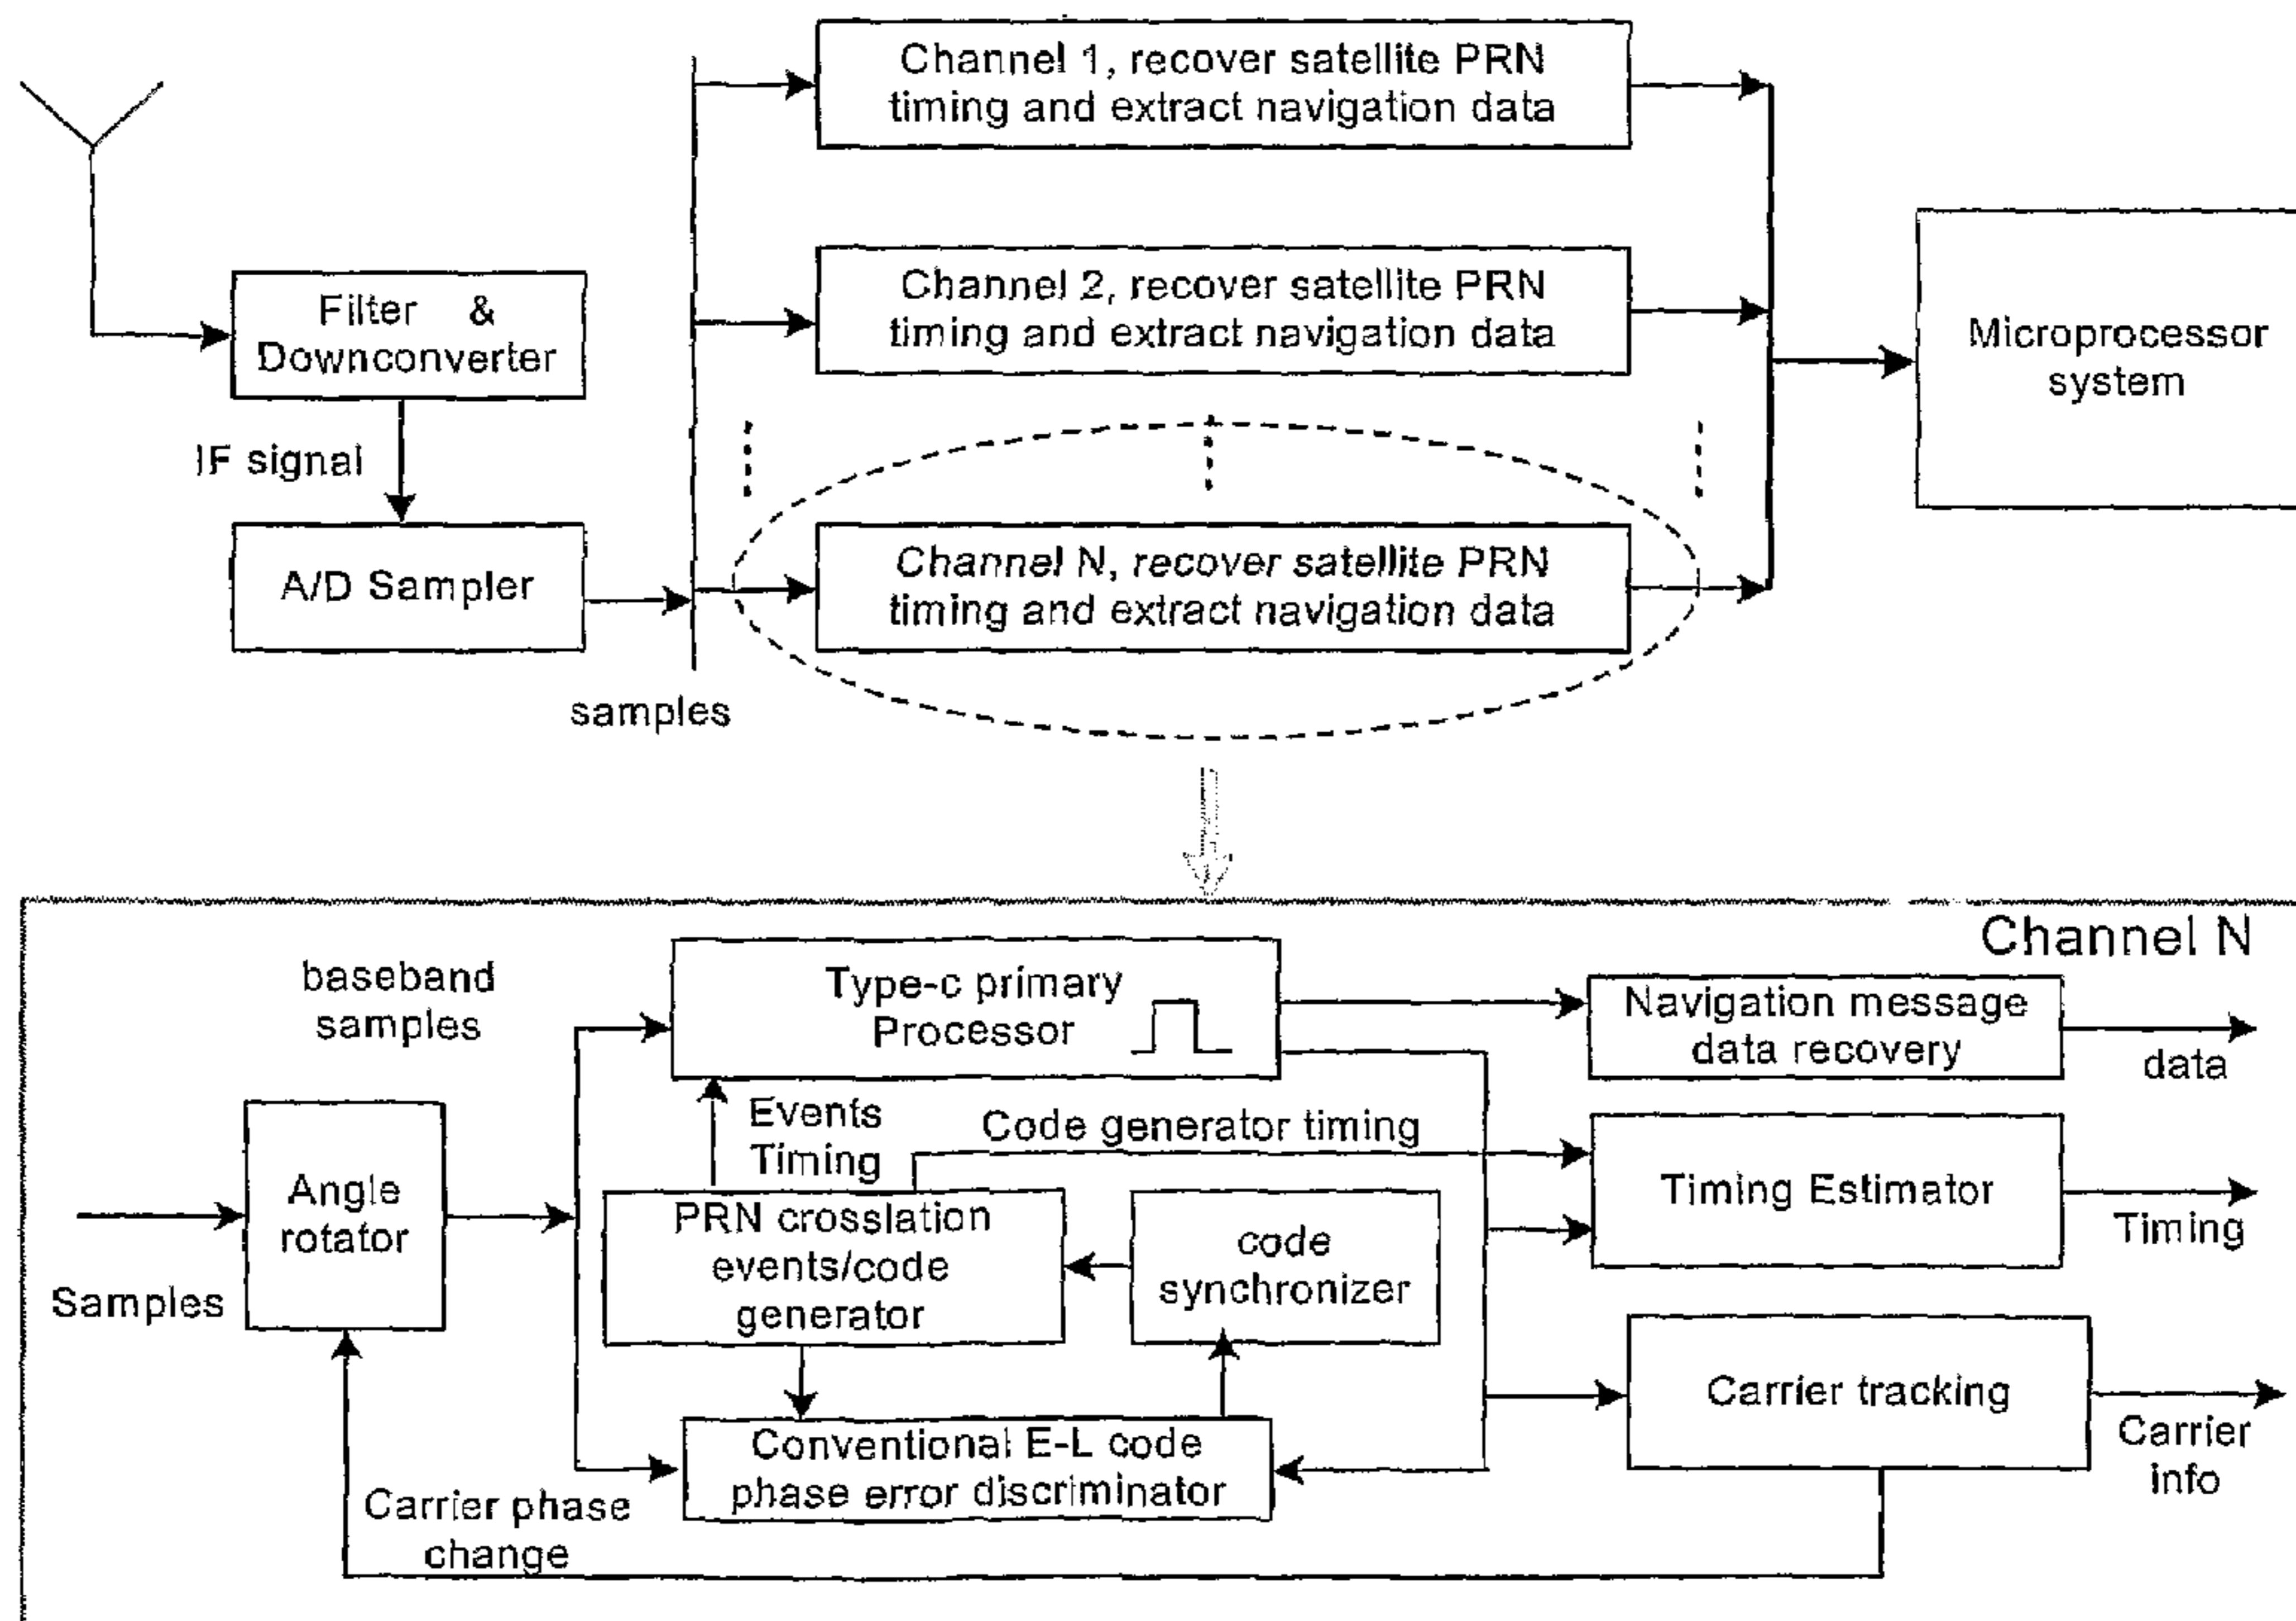 Channel 1, recover satellite PRN
timing and extract navigation data
Channel 2, recover satellite PRN
timing and extract navigation data
Filter &
Downconverter
Microprocessor
system
IF signal
A/D Sampler
Channel N, recover satellite PRN
timing and extract navigation data
samples
Channel N
baseband
samples
Type-c primary
Processor
Navigation message
data recovery
data
Events
Timing
Code generator timing
Angle
rotator
Samples
PRN crosslation
events/code
generator
code
synchronizer
Timing Estimator
Timing
Carrier tracking
Carrier
info
Conventional E-L code
phase error discriminator
Carrier phase
change